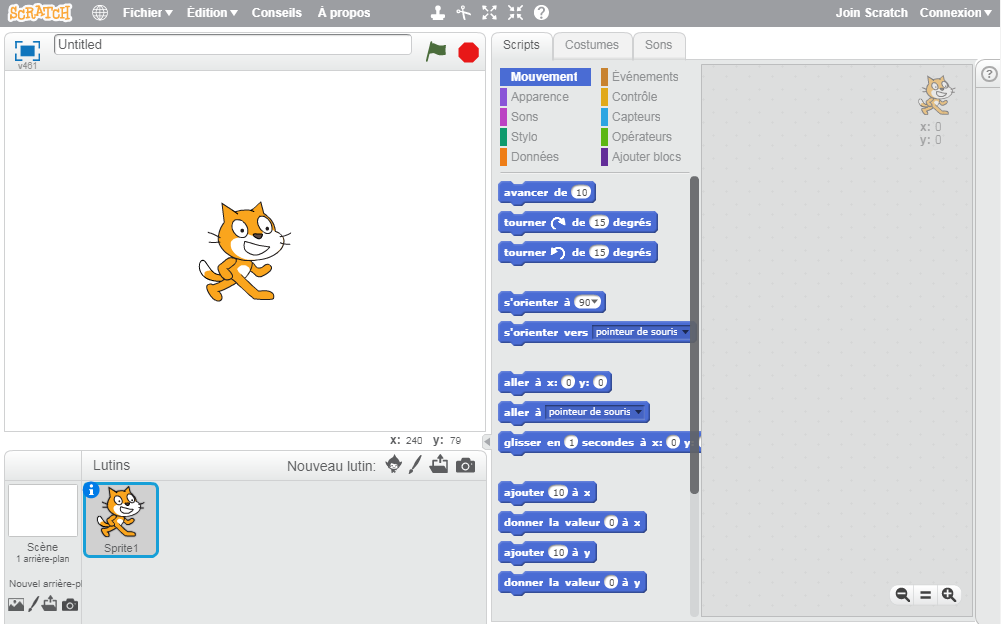 SCRATCH Fichier Édition Conseils À propos Join Scratch Connexion
v461 Untitled
Scripts Costumes Sons
Mouvement Événements
Apparence Contrôle
Sons Capteurs
Stylo Opérateurs
Données Ajouter blocs
x: 0
y: 0
avancer de 10
tourner de 15 degrés
tourner de 15 degrés
s'orienter à 90
s'orienter vers pointeur de souris
aller à x: 0 y: 0
aller à pointeur de souris
glisser en 1 secondes à x: 0 y
ajouter 10 à x
donner la valeur 0 à x
ajouter 10 à y
donner la valeur 0 à y
x: 240 y: 79
Lutins Nouveau lutin:
Sprite1
Scène
1 arrière-plan
Nouvel arrière-pl